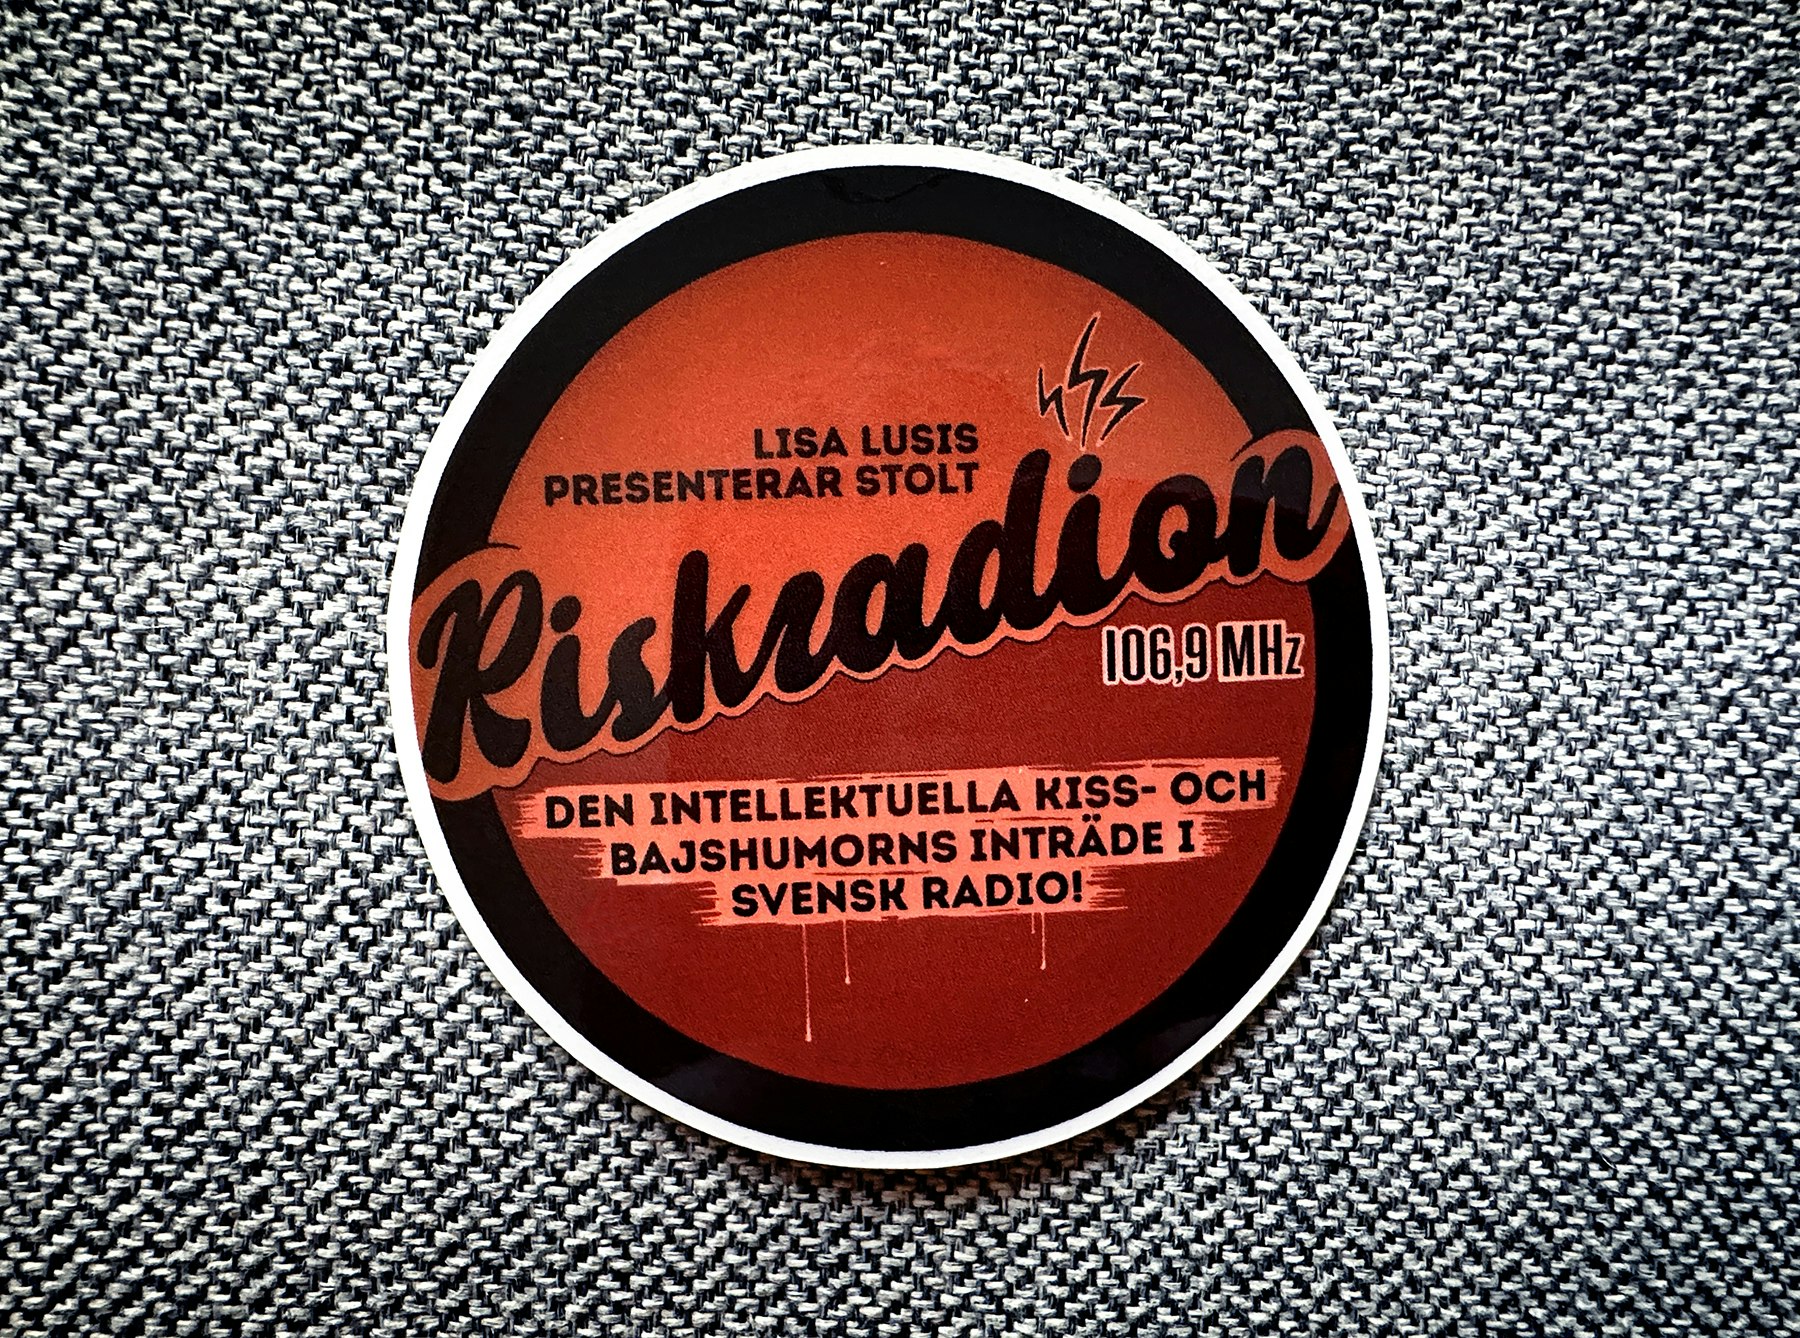 LISA LUSIS
PRESENTERAR STOLT
Riskradion
106,9 MHz
DEN INTELLEKTUELLA KISS- OCH
BAJSHUMORNS INTRÄDE I
SVENSK RADIO!